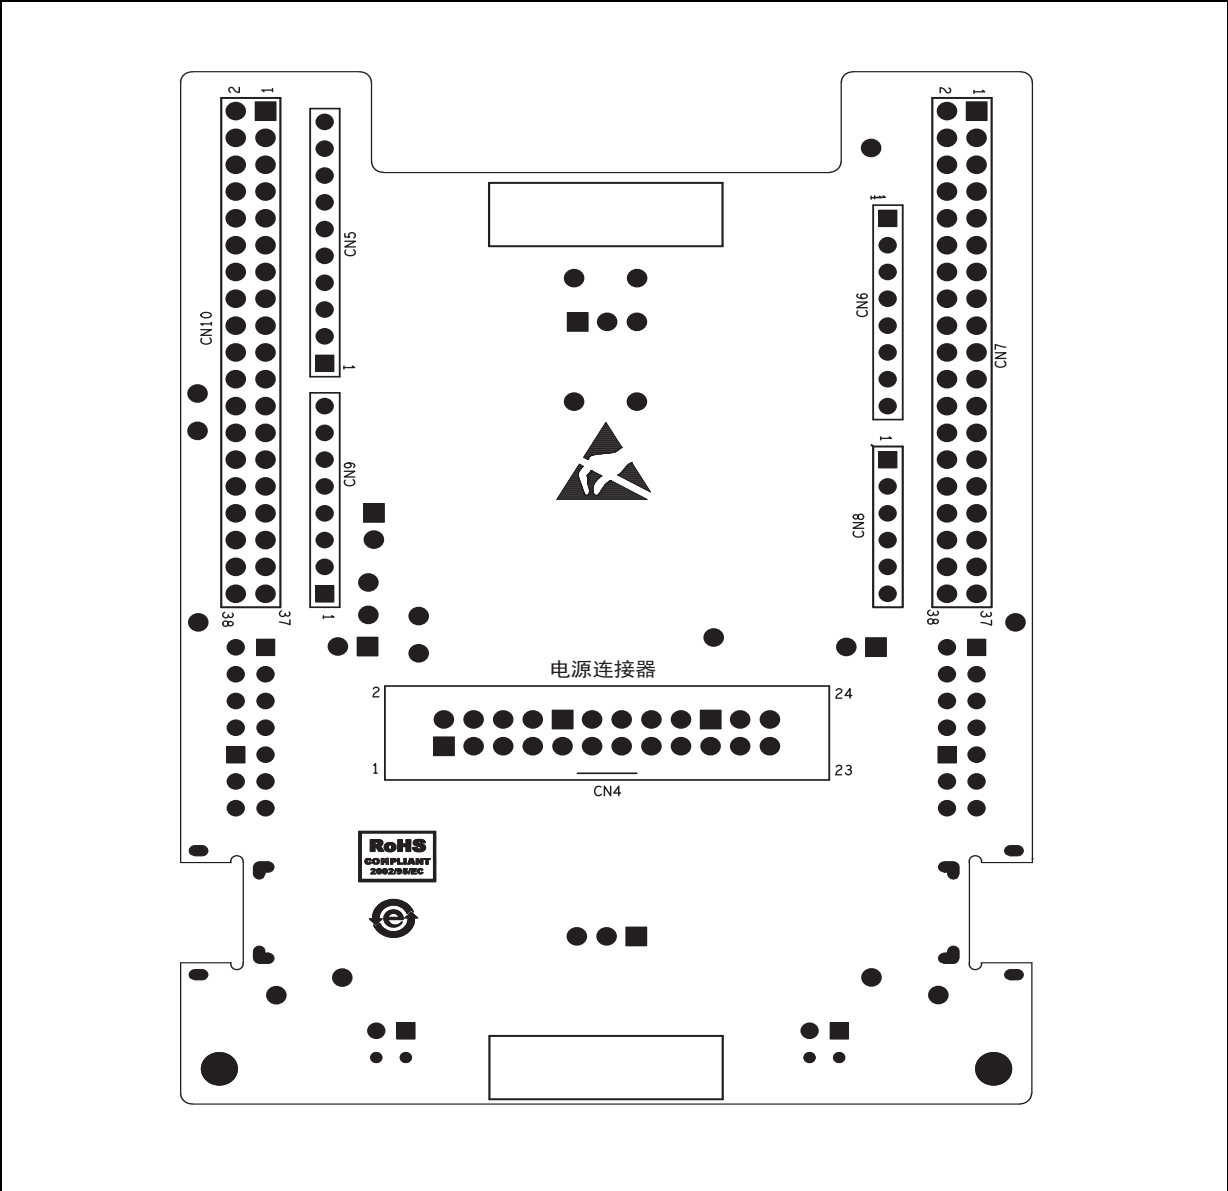 2 1
2 1
CN5
CN10
1
1
CN6
CN7
1
CN9
CN8
38 37
1
38 37
电源连接器
2
24
1
23
CN4
RoHS
COMPLIANT
2002/95/EC
e